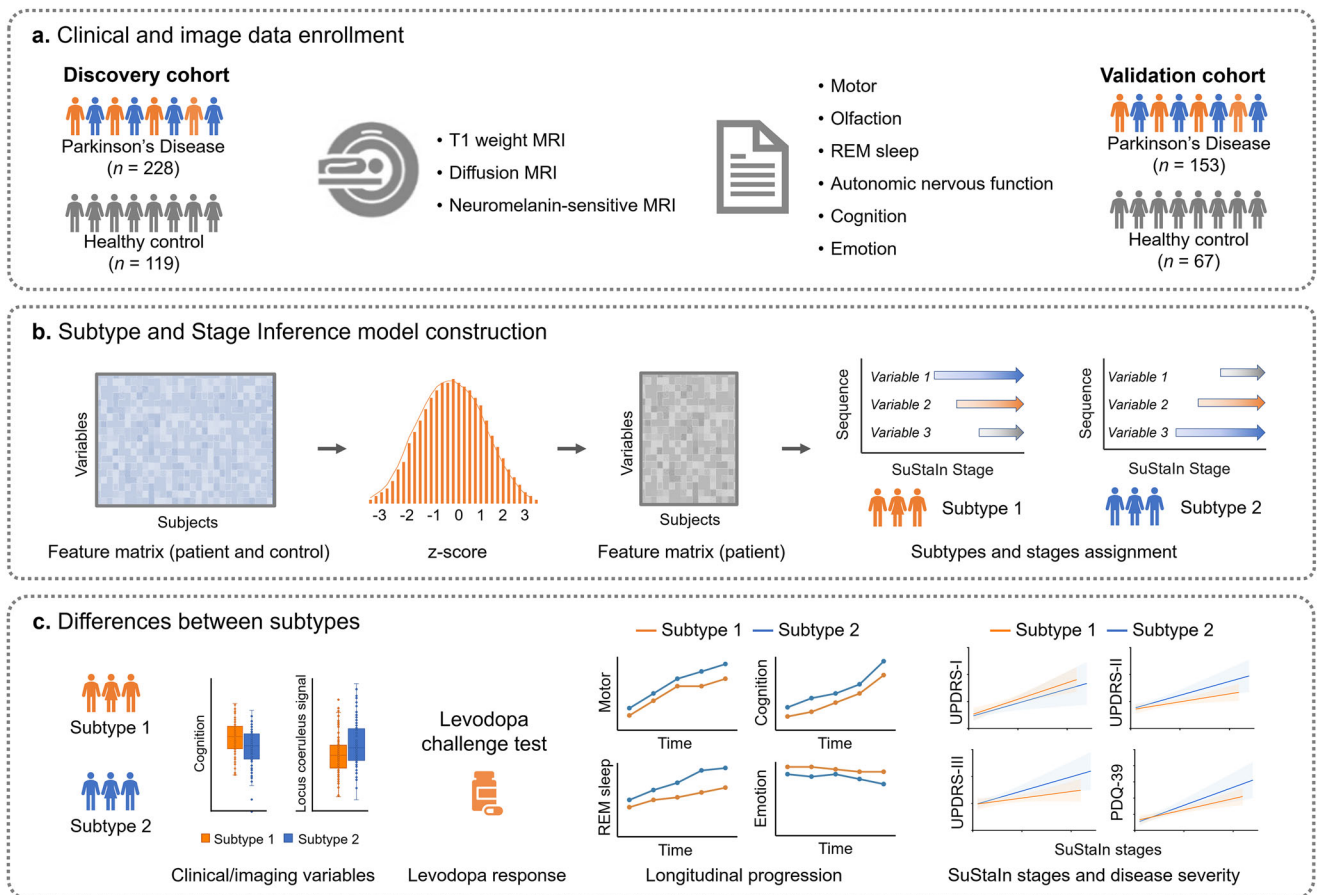 a. Clinical and image data enrollment
Discovery cohort
Parkinson's Disease
(n = 228)
Healthy control
(n = 119)
• T1 weight MRI
• Diffusion MRI
• Neuromelanin-sensitive MRI
• Motor
• Olfaction
• REM sleep
• Autonomic nervous function
• Cognition
• Emotion
Validation cohort
Parkinson's Disease
(n = 153)
Healthy control
(n = 67)
b. Subtype and Stage Inference model construction
Variables
Subjects
Feature matrix (patient and control)
-3 -2 -1 0 1 2 3
z-score
Variables
Subjects
Feature matrix (patient)
Sequence
Variable 1
Variable 2
Variable 3
SuStaIn Stage
Subtype 1
Sequence
Variable 1
Variable 2
Variable 3
SuStaIn Stage
Subtype 2
Subtypes and stages assignment
c. Differences between subtypes
Subtype 1
Subtype 2
Cognition
Locus coeruleus signal
Subtype 1 Subtype 2
Clinical/imaging variables
Levodopa
challenge test
Levodopa response
Subtype 1 Subtype 2
Motor
Time
Cognition
Time
REM sleep
Time
Emotion
Time
Longitudinal progression
Subtype 1 Subtype 2
UPDRS-I
UPDRS-II
UPDRS-III
PDQ-39
SuStaIn stages
SuStaIn stages and disease severity